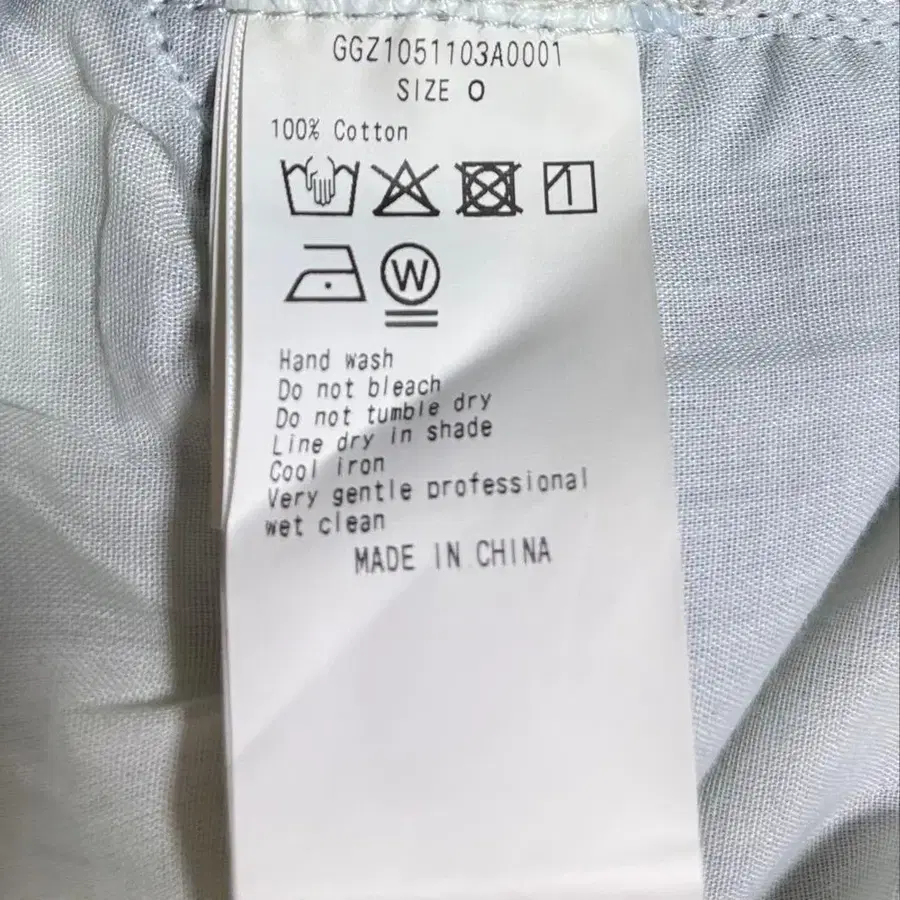 GGZ1051103A0001
SIZE 0
100% Cotton
W
Hand wash
Do not bleach
Do not tumble dry
Line dry in shade
Cool iron
Very gentle professional
wet clean
MADE IN CHINA